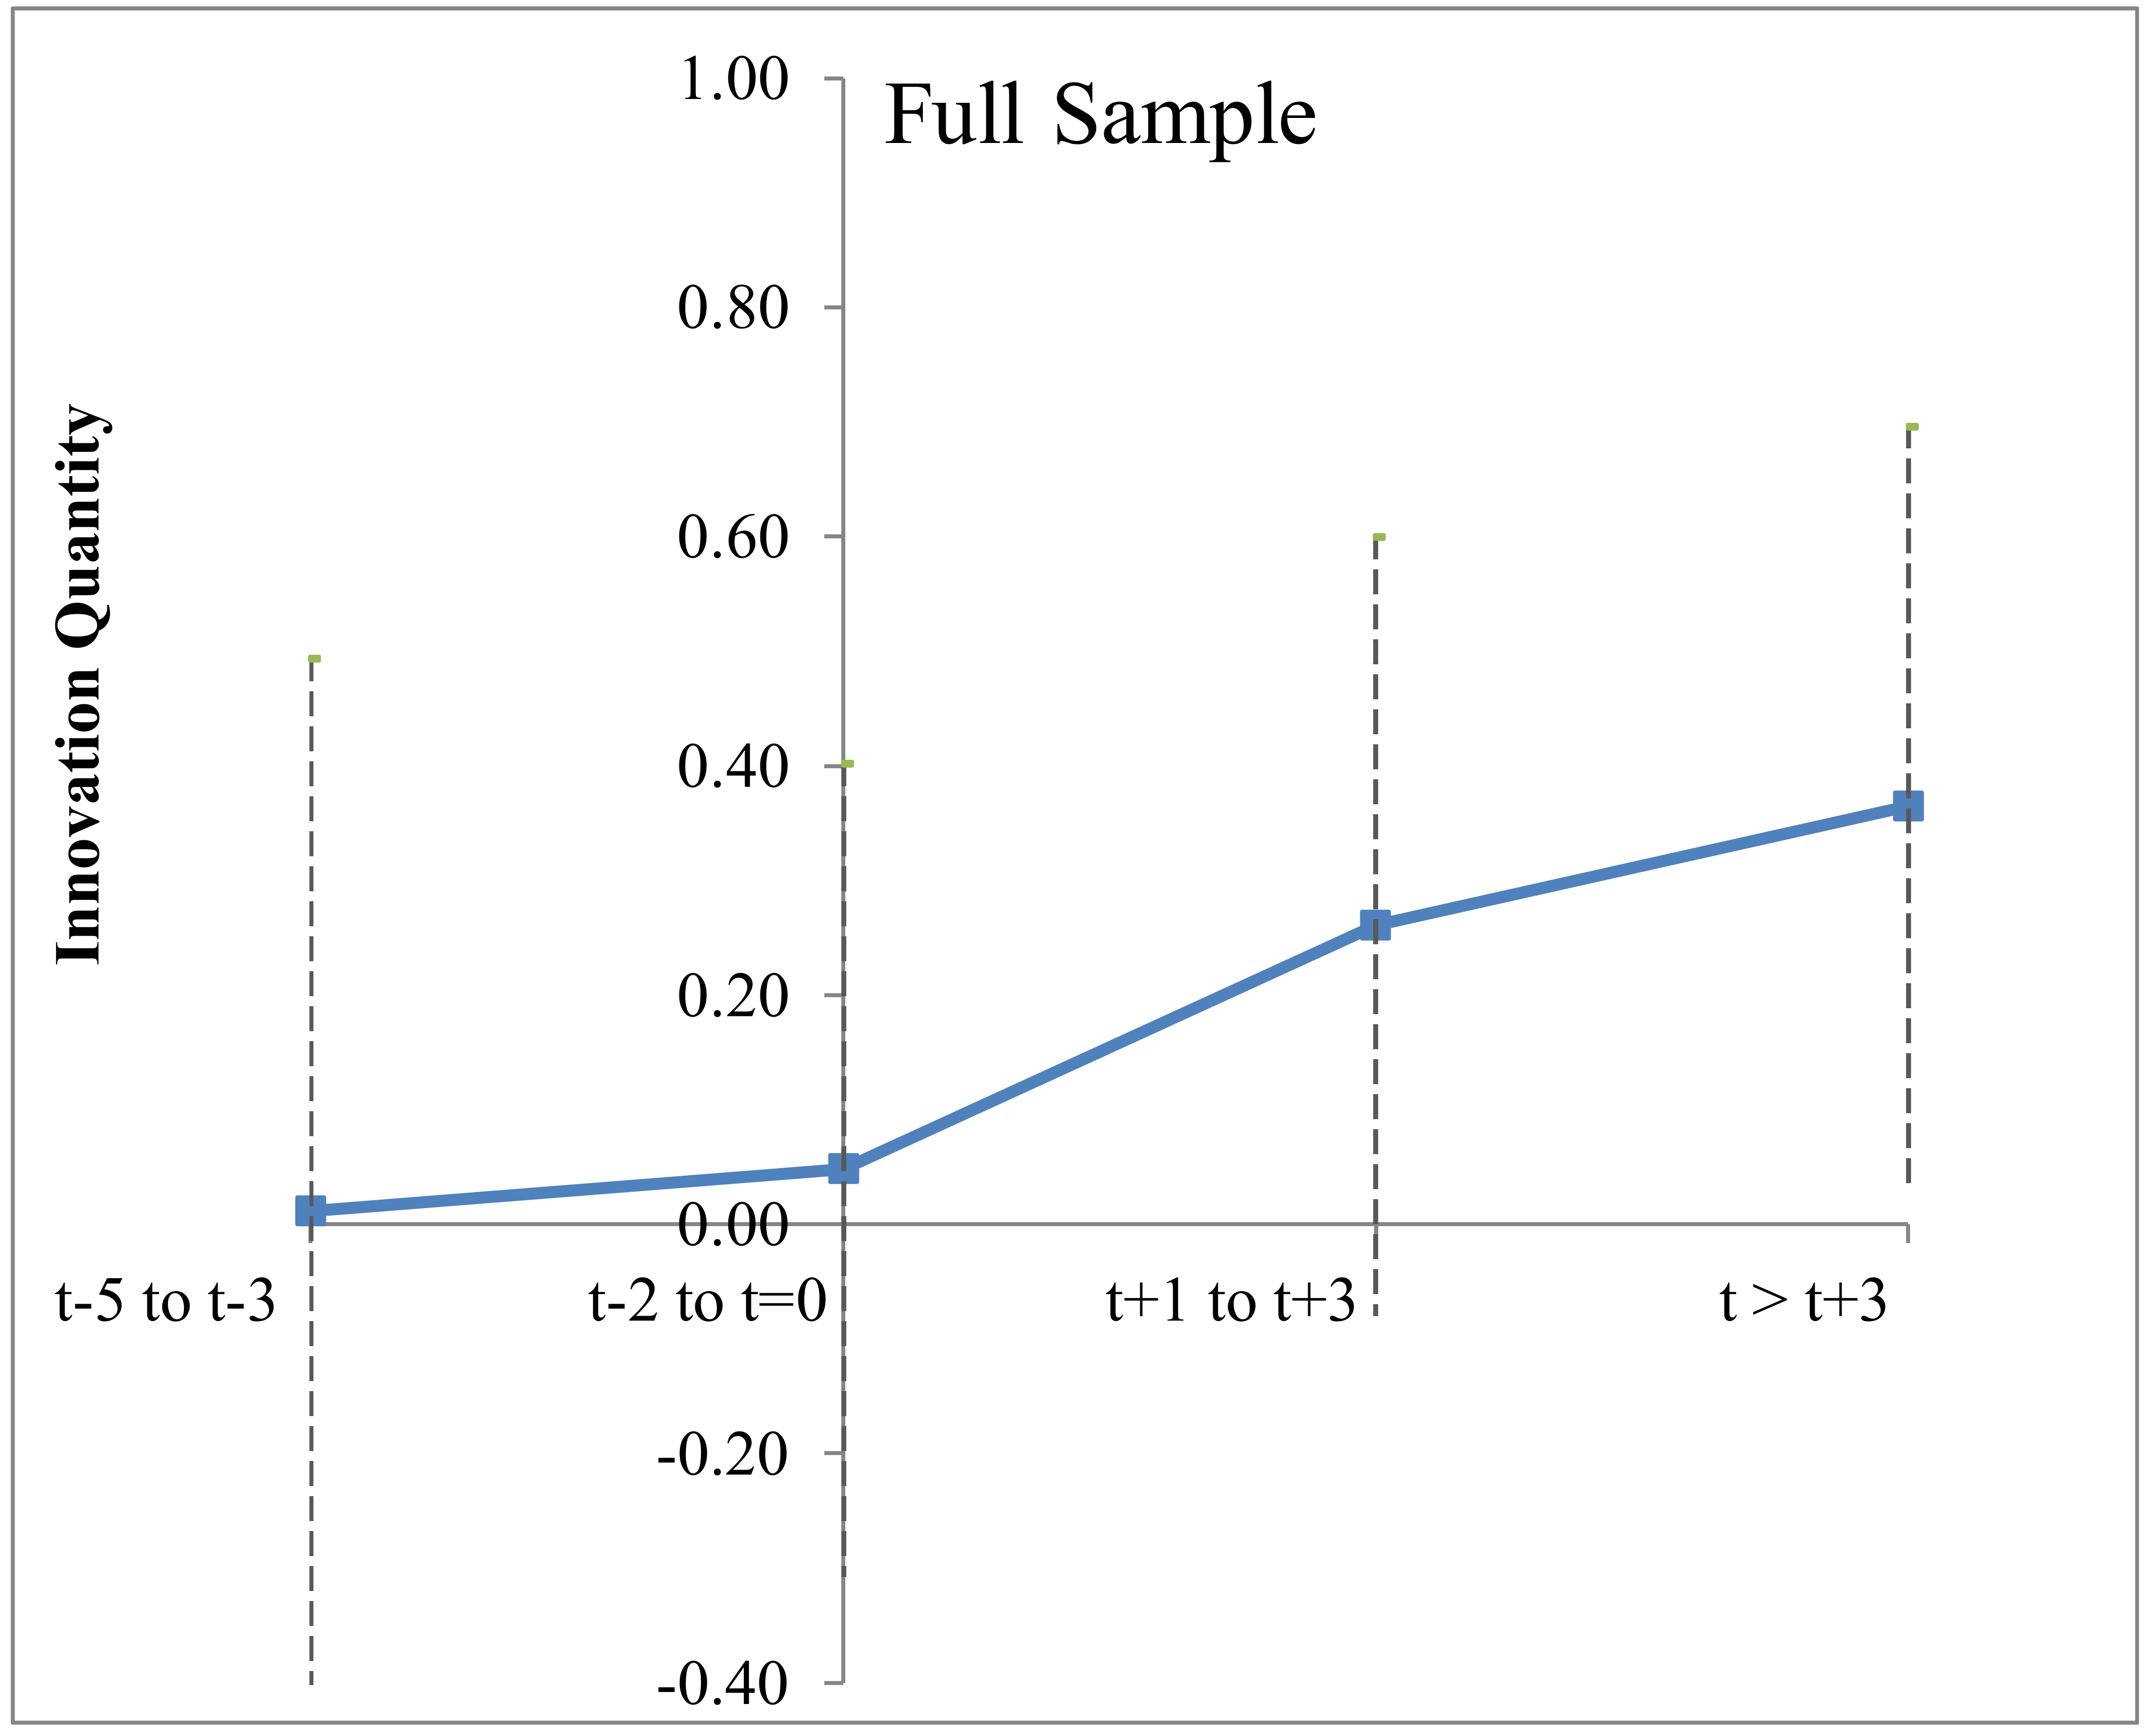 Full Sample
Innovation Quantity
1.00
0.80
0.60
0.40
0.20
0.00
-0.20
-0.40
t-5 to t-3
t-2 to t=0
t+1 to t+3
t > t+3